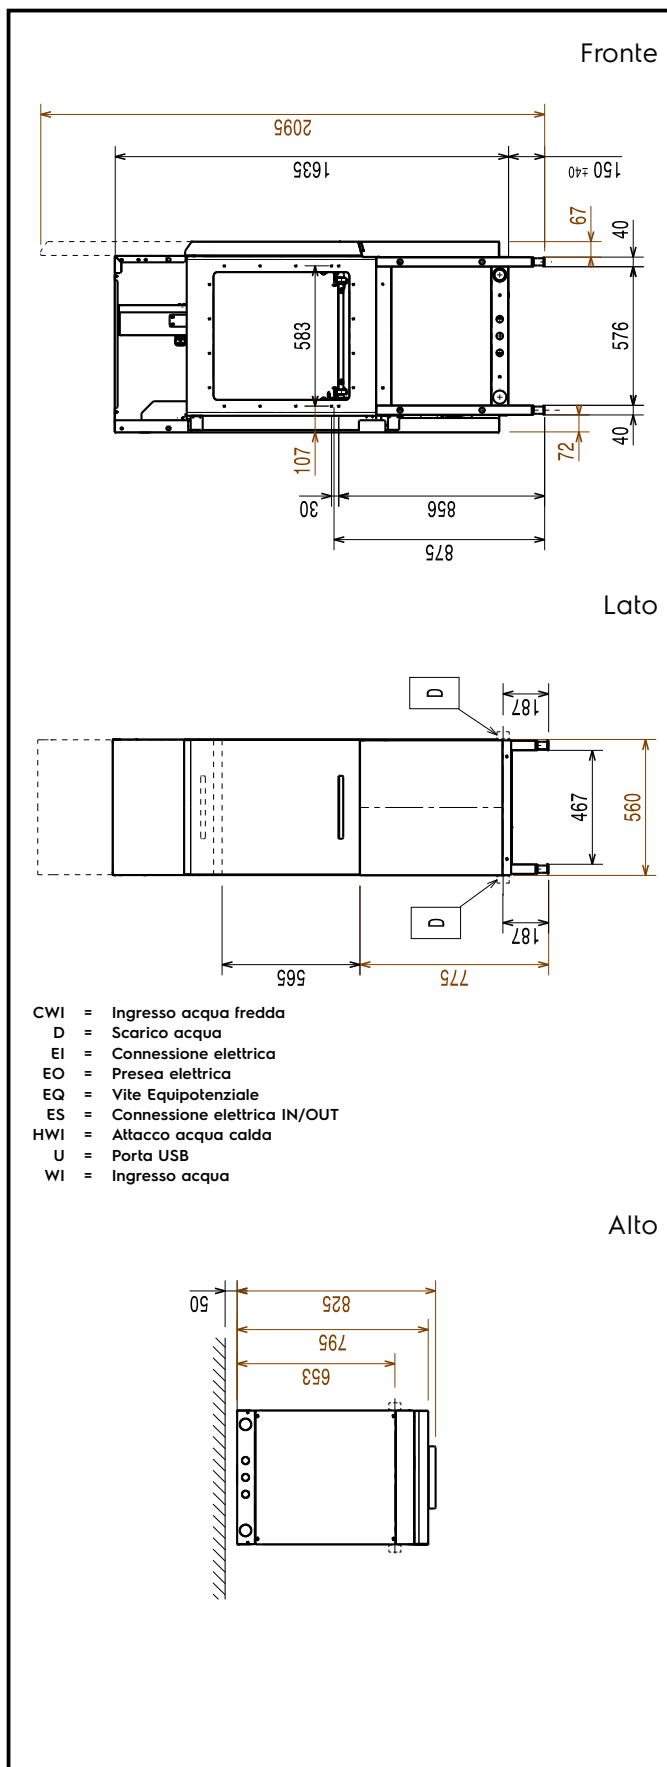 Fronte
2095
1635
150 ±40
67
40
583
576
107
72
40
30
856
875
Lato
D
187
467
560
D
187
565
775
CWI = Ingresso acqua fredda
D = Scarico acqua
EI = Connessione elettrica
EO = Presea elettrica
EQ = Vite Equipotenziale
ES = Connessione elettrica IN/OUT
HWI = Attacco acqua calda
U = Porta USB
WI = Ingresso acqua
Alto
50
825
795
653